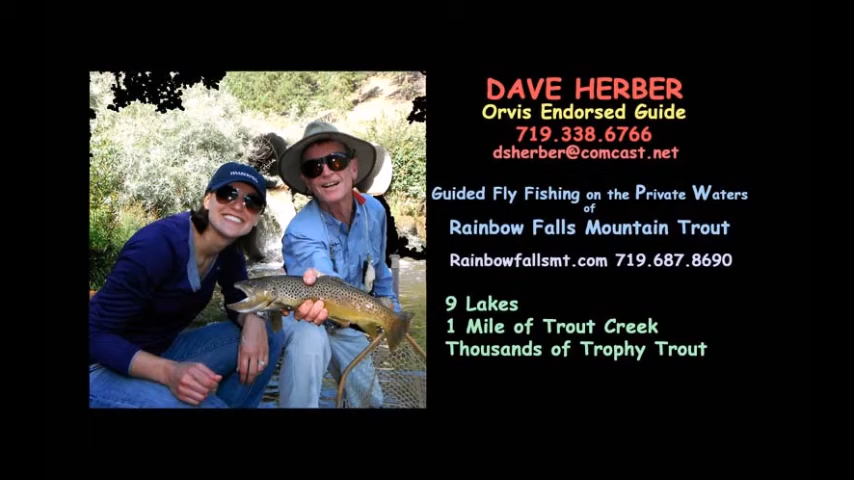 DAVE HERBER
Orvis Endorsed Guide
719.338.6766
dsherber@comcast.net
Guided Fly Fishing on the Private Waters
of
Rainbow Falls Mountain Trout
Rainbowfallsmt.com 719.687.8690
9 Lakes
1 Mile of Trout Creek
Thousands of Trophy Trout